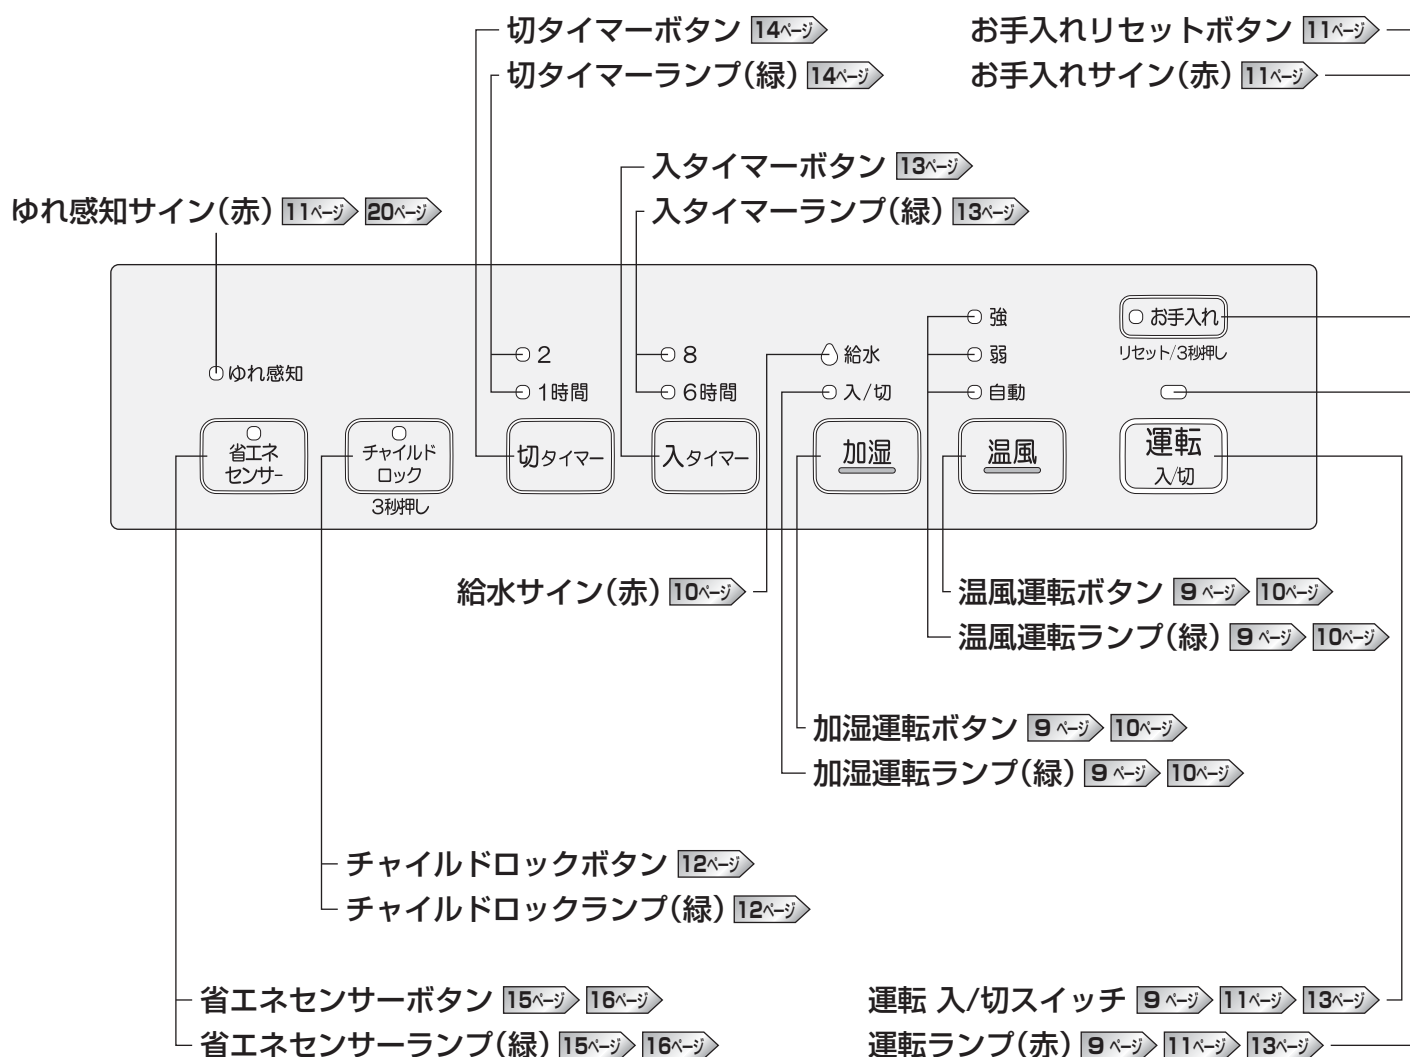 切タイマーボタン 14ページ
切タイマーランプ(緑) 14ページ
お手入れリセットボタン 11ページ
お手入れサイン(赤) 11ページ
入タイマーボタン 13ページ
入タイマーランプ(緑) 13ページ
ゆれ感知サイン(赤) 11ページ 20ページ
ゆれ感知
2
1時間
8
6時間
給水
入/切
強
弱
自動
お手入れ
リセット/3秒押し
省エネ
センサー
チャイルド
ロック
3秒押し
切タイマー
入タイマー
加湿
温風
運転
入/切
給水サイン(赤) 10ページ
温風運転ボタン 9ページ 10ページ
温風運転ランプ(緑) 9ページ 10ページ
加湿運転ボタン 9ページ 10ページ
加湿運転ランプ(緑) 9ページ 10ページ
チャイルドロックボタン 12ページ
チャイルドロックランプ(緑) 12ページ
省エネセンサーボタン 15ページ 16ページ
省エネセンサーランプ(緑) 15ページ 16ページ
運転 入/切スイッチ 9ページ 11ページ 13ページ
運転ランプ(赤) 9ページ 11ページ 13ページ